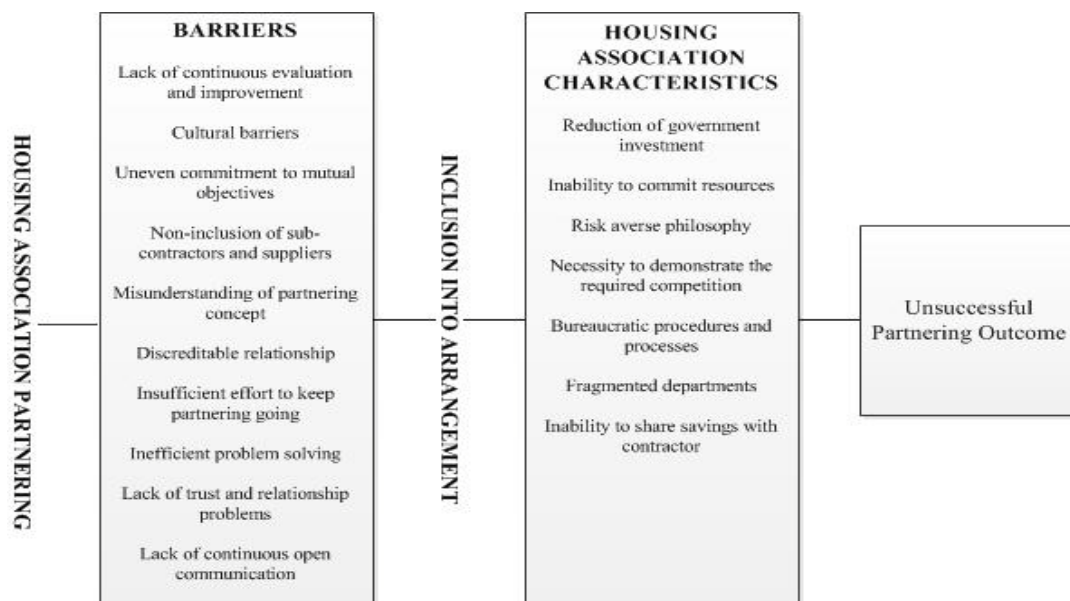 HOUSING ASSOCIATION PARTNERING
BARRIERS
Lack of continuous evaluation
and improvement
Cultural barriers
Uneven commitment to mutual
objectives
Non-inclusion of sub-
contractors and suppliers
Misunderstanding of partnering
concept
Discreditable relationship
Insufficient effort to keep
partnering going
Inefficient problem solving
Lack of trust and relationship
problems
Lack of continuous open
communication
INCLUSION INTO ARRANGEMENT
HOUSING
ASSOCIATION
CHARACTERISTICS
Reduction of government
investment
Inability to commit resources
Risk averse philosophy
Necessity to demonstrate the
required competition
Bureaucratic procedures and
processes
Fragmented departments
Inability to share savings with
contractor
Unsuccessful
Partnering Outcome